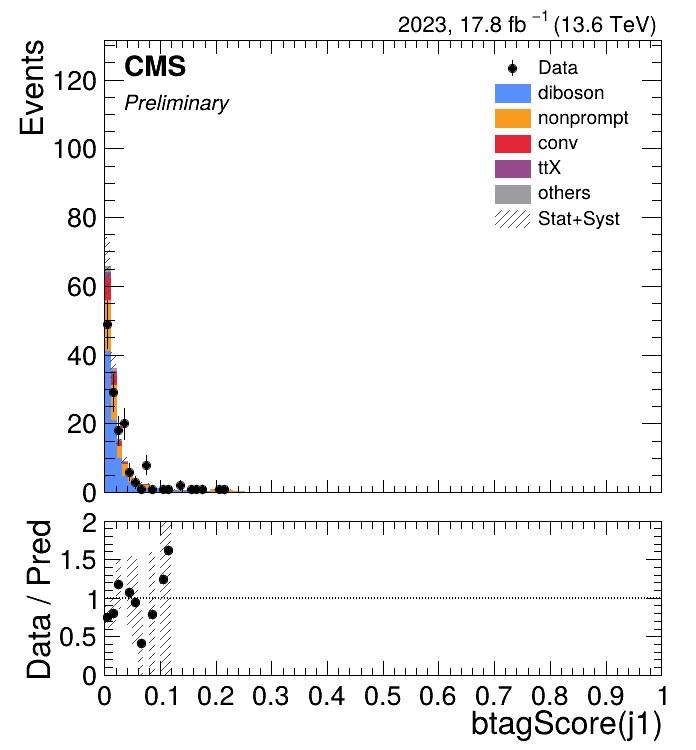 2023, 17.8 fb⁻¹ (13.6 TeV)
CMS
Preliminary
Events
120
100
80
60
40
20
0
Data
diboson
nonprompt
conv
ttX
others
Stat+Syst
Data / Pred
2
1.5
1
0.5
0
0 0.1 0.2 0.3 0.4 0.5 0.6 0.7 0.8 0.9 1
btagScore(j1)